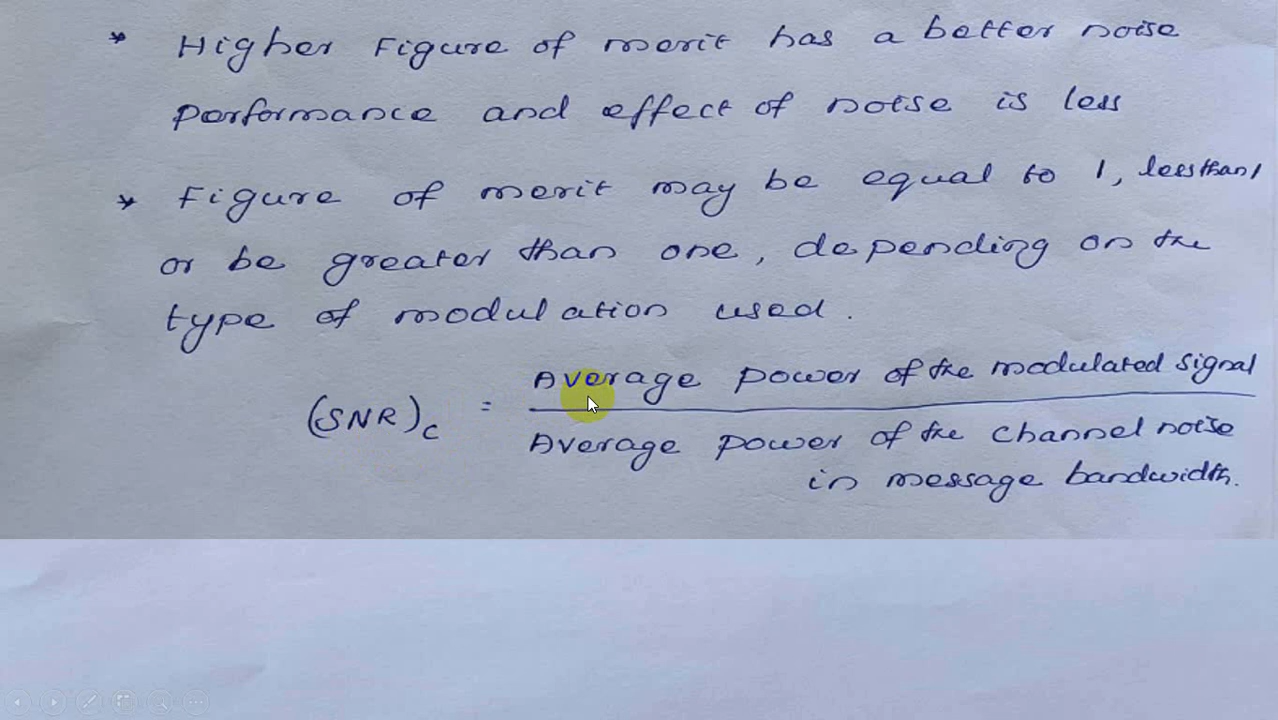 * Higher Figure of merit has a better noise
performance and effect of noise is less
* Figure of merit may be equal to 1, less than 1
or be greater than one, depending on the
type of modulation used.
(SNR)c = Average power of the modulated signal
Average power of the channel noise
in message bandwidth.